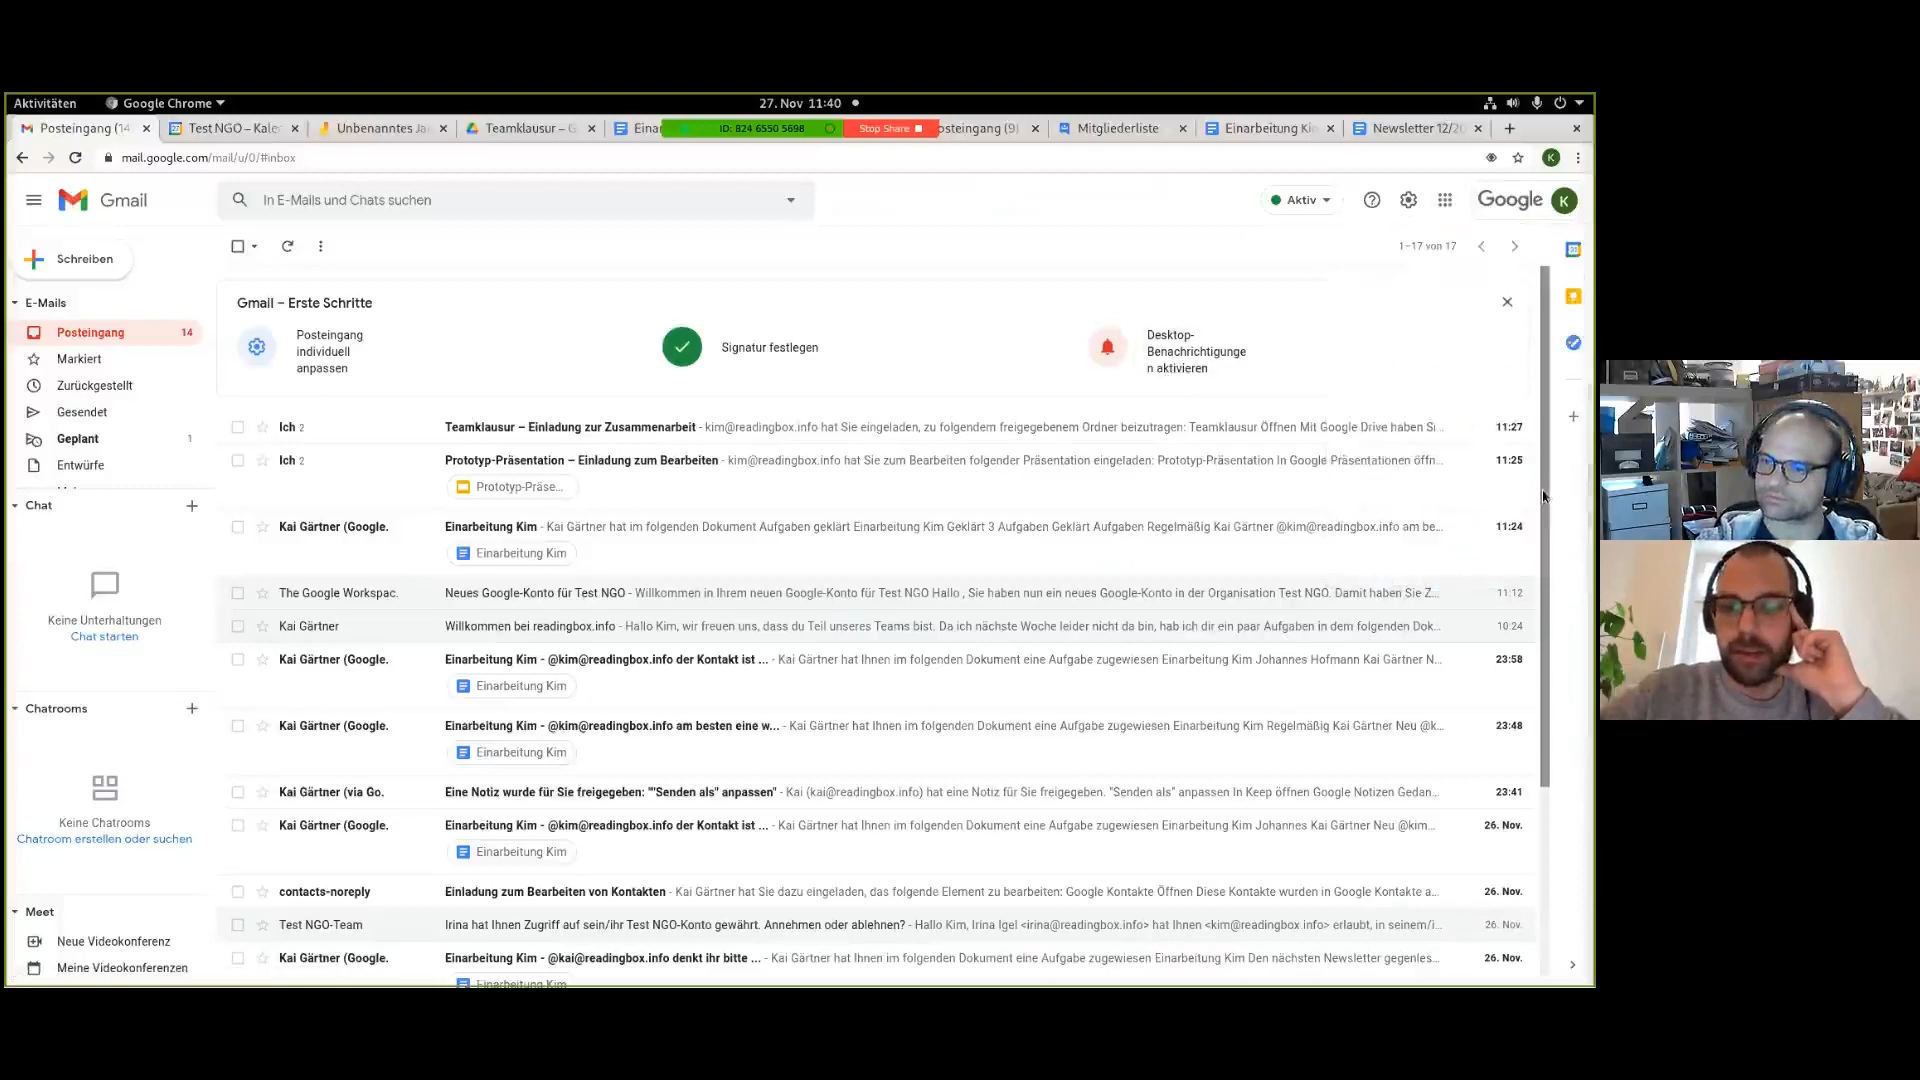 Aktivitäten Google Chrome 27. Nov 11:40
Posteingang (14 Test NGO – Kale Unbenanntes Ja Teamklausur – G Einar ID: 824 6550 5698 Stop Share osteingang (9) Mitgliederliste Einarbeitung Ki Newsletter 12/20
mail.google.com/mail/u/0/#inbox K
Gmail In E-Mails und Chats suchen Aktiv Google K
Schreiben 1–17 von 17
E-Mails
Posteingang 14
Markiert
Zurückgestellt
Gesendet
Geplant 1
Entwürfe
Chat
Keine Unterhaltungen
Chat starten
Chatrooms
Keine Chatrooms
Chatroom erstellen oder suchen
Meet
Neue Videokonferenz
Meine Videokonferenzen
Gmail – Erste Schritte
Posteingang
individuell
anpassen
Signatur festlegen
Desktop-
Benachrichtigunge
n aktivieren
Ich 2 Teamklausur – Einladung zur Zusammenarbeit - kim@readingbox.info hat Sie eingeladen, zu folgendem freigegebenem Ordner beizutragen: Teamklausur Öffnen Mit Google Drive haben Si... 11:27
Ich 2 Prototyp-Präsentation – Einladung zum Bearbeiten - kim@readingbox.info hat Sie zum Bearbeiten folgender Präsentation eingeladen: Prototyp-Präsentation In Google Präsentationen öffn... 11:25
Prototyp-Präse...
Kai Gärtner (Google. Einarbeitung Kim - Kai Gärtner hat im folgenden Dokument Aufgaben geklärt Einarbeitung Kim Geklärt 3 Aufgaben Geklärt Aufgaben Regelmäßig Kai Gärtner @kim@readingbox.info am be... 11:24
Einarbeitung Kim
The Google Workspac. Neues Google-Konto für Test NGO - Willkommen in Ihrem neuen Google-Konto für Test NGO Hallo , Sie haben nun ein neues Google-Konto in der Organisation Test NGO. Damit haben Sie Z... 11:12
Kai Gärtner Willkommen bei readingbox.info - Hallo Kim, wir freuen uns, dass du Teil unseres Teams bist. Da ich nächste Woche leider nicht da bin, hab ich dir ein paar Aufgaben in dem folgenden Dok... 10:24
Kai Gärtner (Google. Einarbeitung Kim - @kim@readingbox.info der Kontakt ist ... - Kai Gärtner hat Ihnen im folgenden Dokument eine Aufgabe zugewiesen Einarbeitung Kim Johannes Hofmann Kai Gärtner N... 23:58
Einarbeitung Kim
Kai Gärtner (Google. Einarbeitung Kim - @kim@readingbox.info am besten eine w... - Kai Gärtner hat Ihnen im folgenden Dokument eine Aufgabe zugewiesen Einarbeitung Kim Regelmäßig Kai Gärtner Neu @k... 23:48
Einarbeitung Kim
Kai Gärtner (via Go. Eine Notiz wurde für Sie freigegeben: ""Senden als" anpassen" - Kai (kai@readingbox.info) hat eine Notiz für Sie freigegeben. "Senden als" anpassen In Keep öffnen Google Notizen Gedan... 23:41
Kai Gärtner (Google. Einarbeitung Kim - @kim@readingbox.info der Kontakt ist ... - Kai Gärtner hat Ihnen im folgenden Dokument eine Aufgabe zugewiesen Einarbeitung Kim Johannes Kai Gärtner Neu @kim... 26. Nov.
Einarbeitung Kim
contacts-noreply Einladung zum Bearbeiten von Kontakten - Kai Gärtner hat Sie dazu eingeladen, das folgende Element zu bearbeiten: Google Kontakte Öffnen Diese Kontakte wurden in Google Kontakte a... 26. Nov.
Test NGO-Team Irina hat Ihnen Zugriff auf sein/ihr Test NGO-Konto gewährt. Annehmen oder ablehnen? - Hallo Kim, Irina Igel <irina@readingbox.info> hat Ihnen <kim@readingbox.info> erlaubt, in seinem/i... 26. Nov.
Kai Gärtner (Google. Einarbeitung Kim - @kai@readingbox.info denkt ihr bitte ... - Kai Gärtner hat Ihnen im folgenden Dokument eine Aufgabe zugewiesen Einarbeitung Kim Den nächsten Newsletter gegenles... 26. Nov.
Einarbeitung Kim